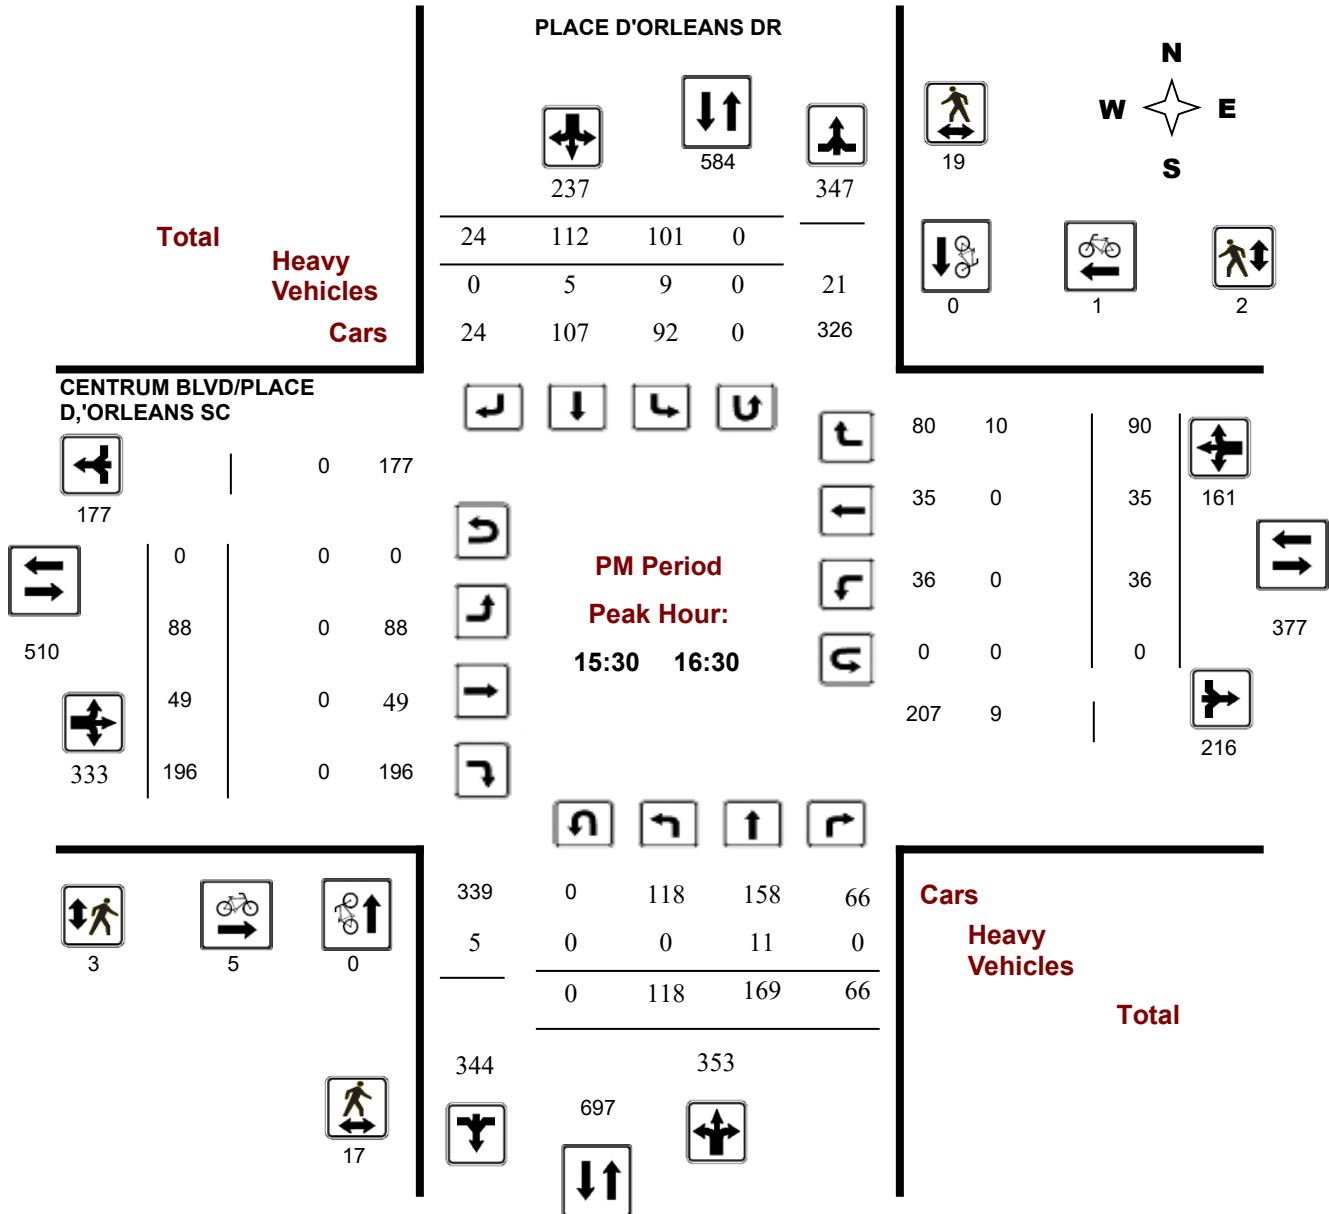 PLACE D'ORLEANS DR
N
W E
S
584
19
237
347
Total
24 112 101 0
Heavy
Vehicles
0 5 9 0 21
0 1 2
Cars
24 107 92 0 326
CENTRUM BLVD/PLACE
D,'ORLEANS SC
80 10 90
0 177
177
35 0 35
161
0 0 0
PM Period
36 0 36
Peak Hour:
88 0 88
377
510
15:30 16:30
0 0 0
49 0 49
207 9
216
333
196 0 196
339 0 118 158 66
Cars
5 0 0 11 0
Heavy
Vehicles
3 5 0
0 118 169 66
Total
344 353
697
17